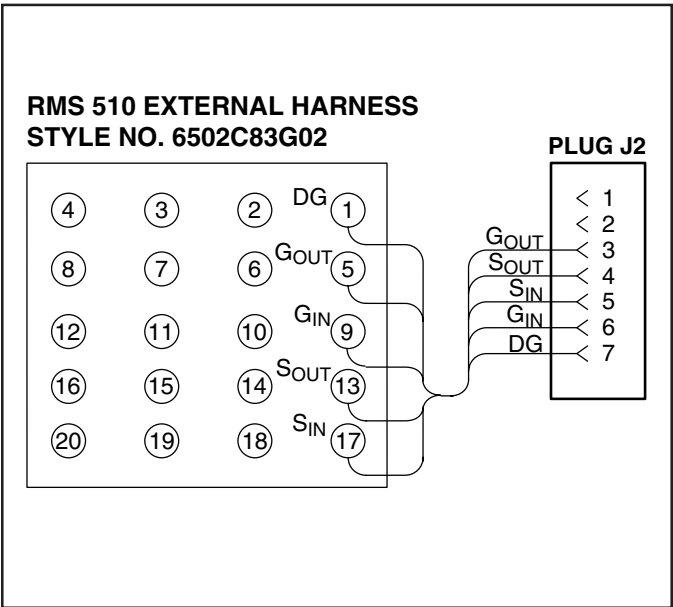 RMS 510 EXTERNAL HARNESS
STYLE NO. 6502C83G02
PLUG J2
4 3 2 DG 1
8 7 6 GOUT 5
12 11 10 GIN 9
16 15 14 SOUT 13
20 19 18 SIN 17
1
2
GOUT 3
SOUT 4
SIN 5
GIN 6
DG 7